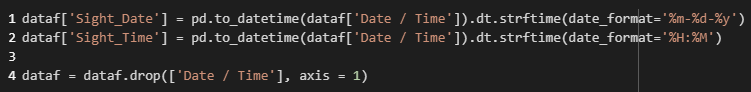 1 dataf['Sight_Date'] = pd.to_datetime(dataf['Date / Time']).dt.strftime(date_format='%m-%d-%y')
2 dataf['Sight_Time'] = pd.to_datetime(dataf['Date / Time']).dt.strftime(date_format='%H:%M')
3
4 dataf = dataf.drop(['Date / Time'], axis = 1)